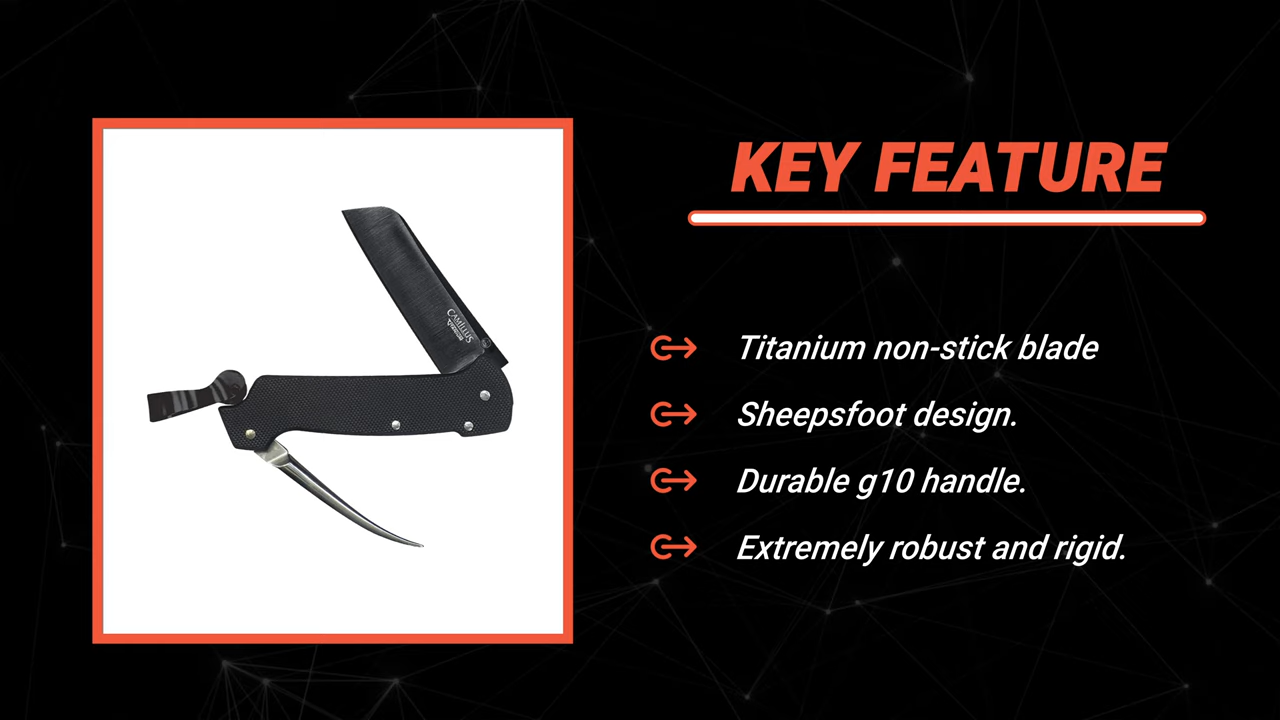 KEY FEATURE
CAMILLUS
Titanium non-stick blade
Sheepsfoot design.
Durable g10 handle.
Extremely robust and rigid.